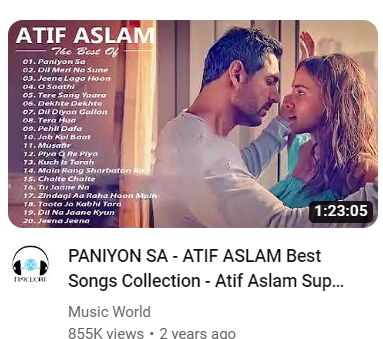 ATIF ASLAM
The Best Of
01. Paniyon Sa
02. Dil Meri Na Sune
03. Jeene Laga Hoon
04. O Saathi
05. Tere Sang Yaara
06. Dekhte Dekhte
07. Dil Diyan Gallan
08. Tera Hua
09. Pehli Dafa
10. Jab Koi Baat
11. Musafir
12. Piya O Re Piya
13. Kuch Is Tarah
14. Main Rang Sharbaton Ka
15. Chalte Chalte
16. Tu Jaane Na
17. Zindagi Aa Raha Hoon Main
18. Toota Jo Kabhi Tara
19. Dil Na Jaane Kyun
20. Jeena Jeena
1:23:05
PANIYON SA - ATIF ASLAM Best
Songs Collection - Atif Aslam Sup...
Music World
855K views • 2 years ago